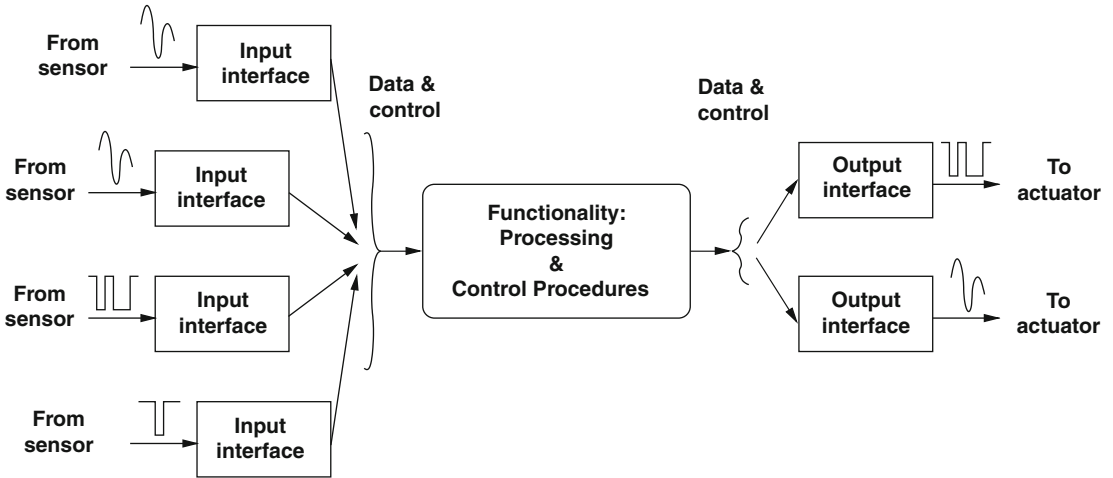 From
sensor
Input
interface
Data &
control
From
sensor
Input
interface
From
sensor
Input
interface
From
sensor
Input
interface
Functionality:
Processing
&
Control Procedures
Data &
control
Output
interface
To
actuator
Output
interface
To
actuator